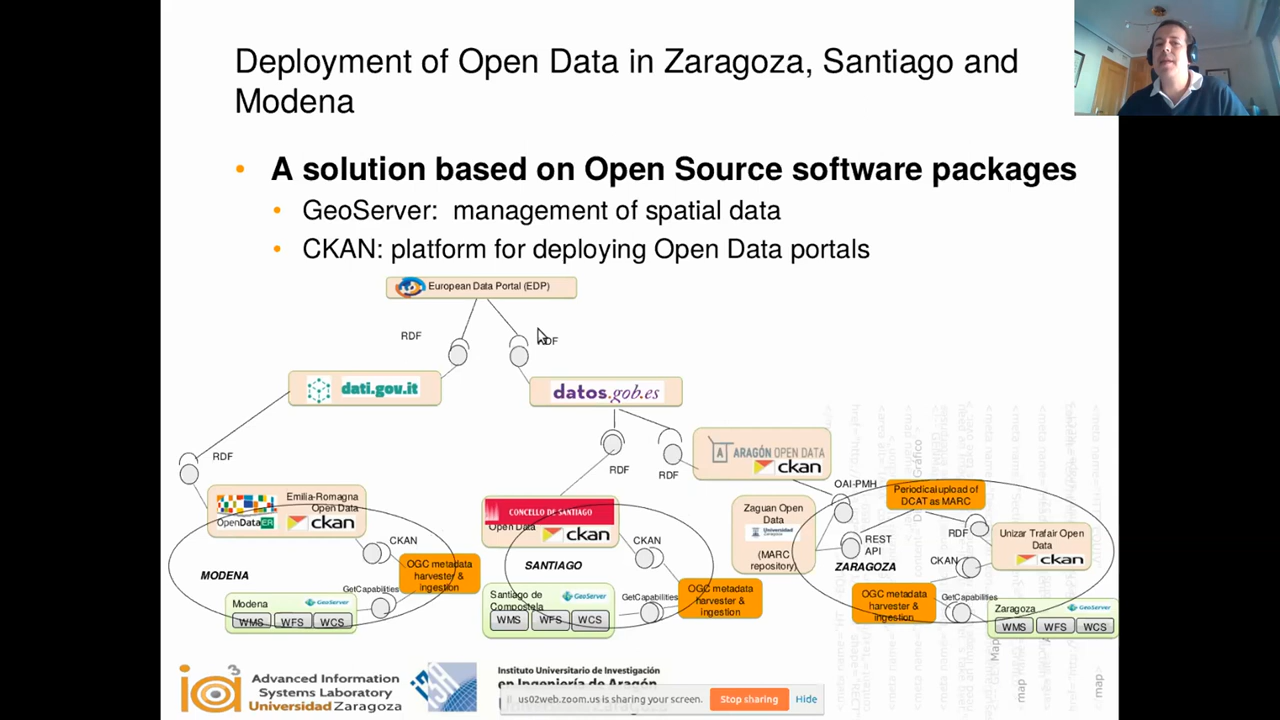 Deployment of Open Data in Zaragoza, Santiago and
Modena
• A solution based on Open Source software packages
• GeoServer: management of spatial data
• CKAN: platform for deploying Open Data portals
European Data Portal (EDP)
RDF
RDF
dati.gov.it
datos.gob.es
RDF
RDF
RDF
ARAGÓN OPEN DATA
ckan
OAI-PMH
Periodical upload of
DCAT as MARC
Emilia-Romagna
Open Data
OpenDataER
ckan
CONCELLO DE SANTIAGO
Open Data
ckan
Zaguan Open
Data
Universidad
Zaragoza
(MARC
repository)
REST
API
RDF
Unizar Trafair Open
Data
ckan
CKAN
CKAN
CKAN
MODENA
SANTIAGO
ZARAGOZA
OGC metadata
harvester &
ingestion
OGC metadata
harvester &
ingestion
OGC metadata
harvester &
ingestion
GetCapabilities
GetCapabilities
GetCapabilities
Modena
GeoServer
WMS
WFS
WCS
Santiago de
Compostela
GeoServer
WMS
WFS
WCS
Zaragoza
GeoServer
WMS
WFS
WCS
Map
map
map
iaa3
Advanced Information
Systems Laboratory
Universidad Zaragoza
Instituto Universitario de Investigación
en Ingeniería de Aragón
us02web.zoom.us is sharing your screen.
Stop sharing
Hide